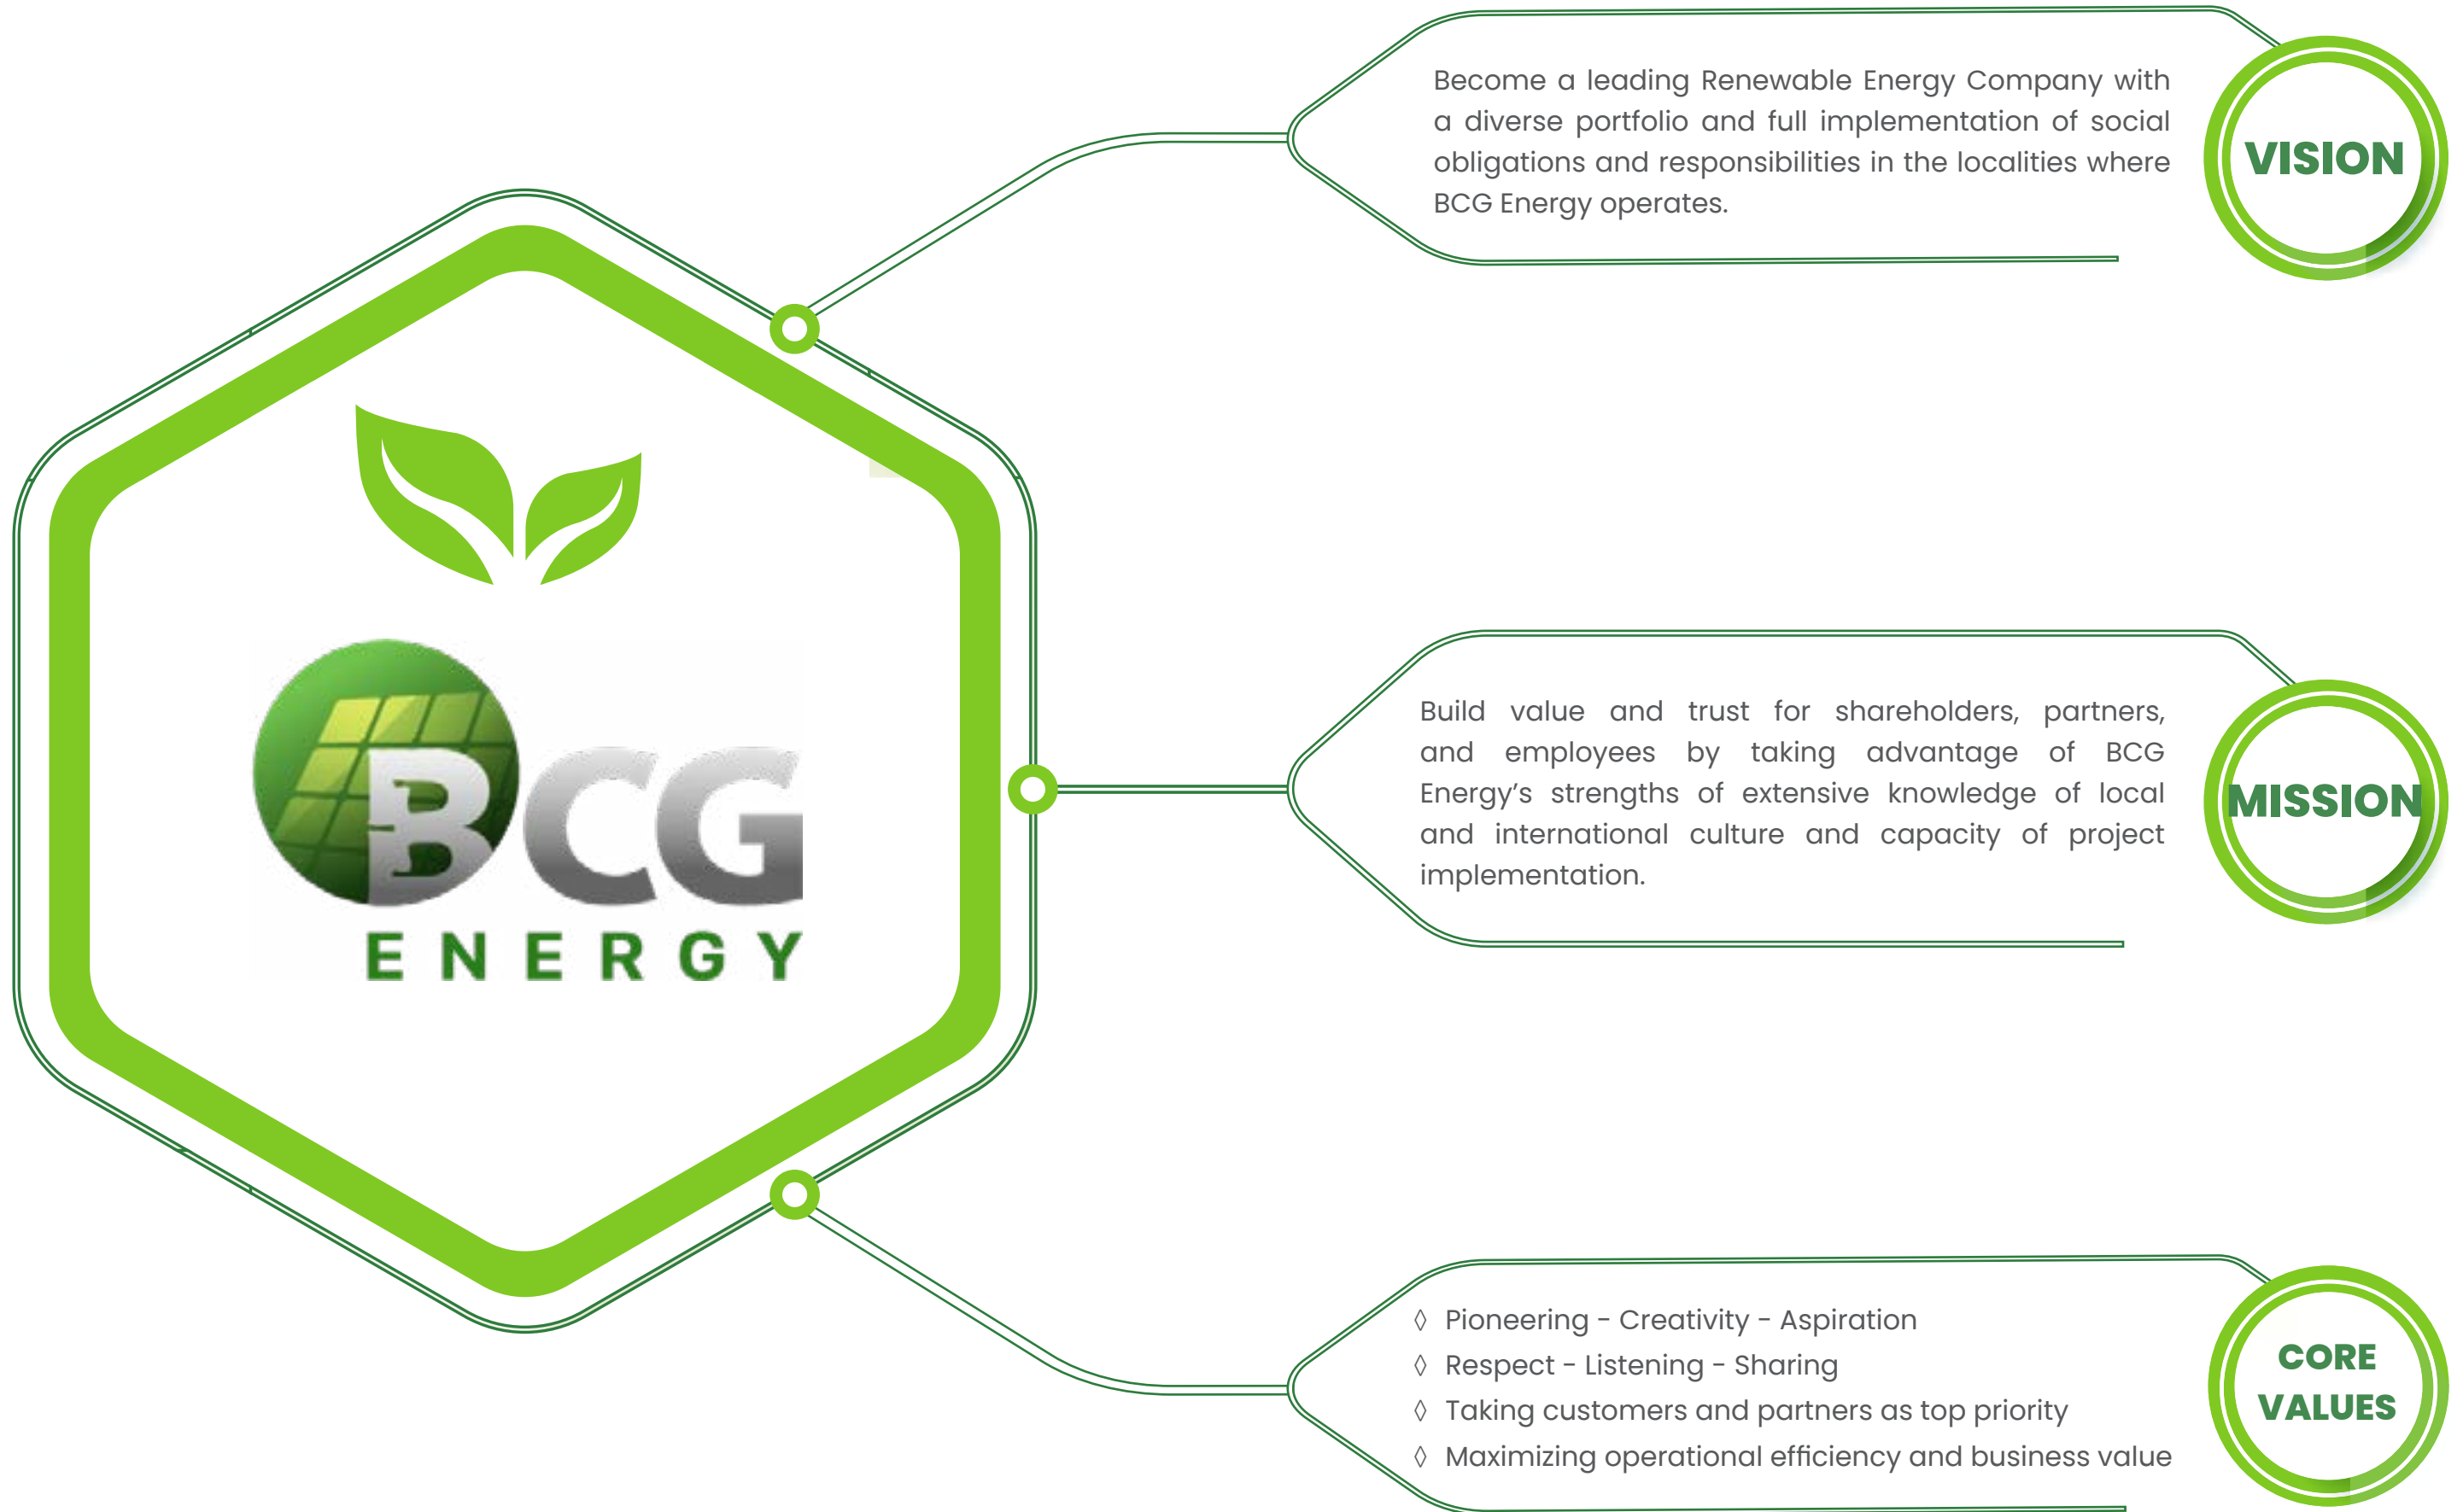 Become a leading Renewable Energy Company with
a diverse portfolio and full implementation of social
obligations and responsibilities in the localities where
BCG Energy operates.
VISION
BCG
ENERGY
Build value and trust for shareholders, partners,
and employees by taking advantage of BCG
Energy’s strengths of extensive knowledge of local
and international culture and capacity of project
implementation.
MISSION
◊ Pioneering - Creativity - Aspiration
◊ Respect - Listening - Sharing
◊ Taking customers and partners as top priority
◊ Maximizing operational efficiency and business value
CORE
VALUES